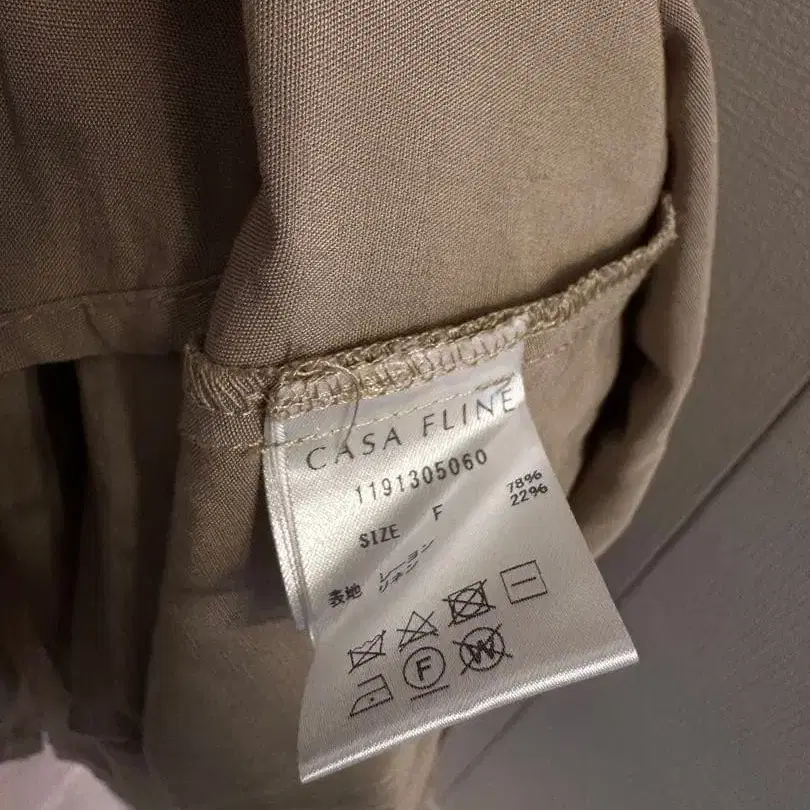 CASA FLINE
1191305060
SIZE F
表地 レーヨン 78%
リネン 22%
F
W